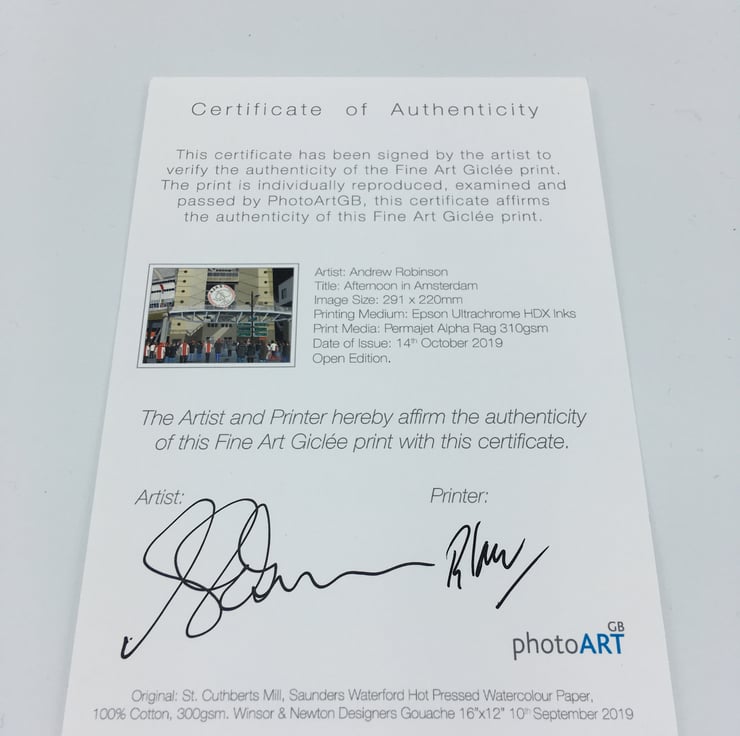 Certificate of Authenticity
This certificate has been signed by the artist to
verify the authenticity of the Fine Art Giclée print.
The print is individually reproduced, examined and
passed by PhotoArtGB, this certificate affirms
the authenticity of this Fine Art Giclée print.
Artist: Andrew Robinson
Title: Afternoon in Amsterdam
Image Size: 291 x 220mm
Printing Medium: Epson Ultrachrome HDX Inks
Print Media: Permajet Alpha Rag 310gsm
Date of Issue: 14th October 2019
Open Edition.
The Artist and Printer hereby affirm the authenticity
of this Fine Art Giclée print with this certificate.
Artist:
Printer:
photoART GB
Original: St. Cuthberts Mill, Saunders Waterford Hot Pressed Watercolour Paper,
100% Cotton, 300gsm. Winsor & Newton Designers Gouache 16"x12" 10th September 2019